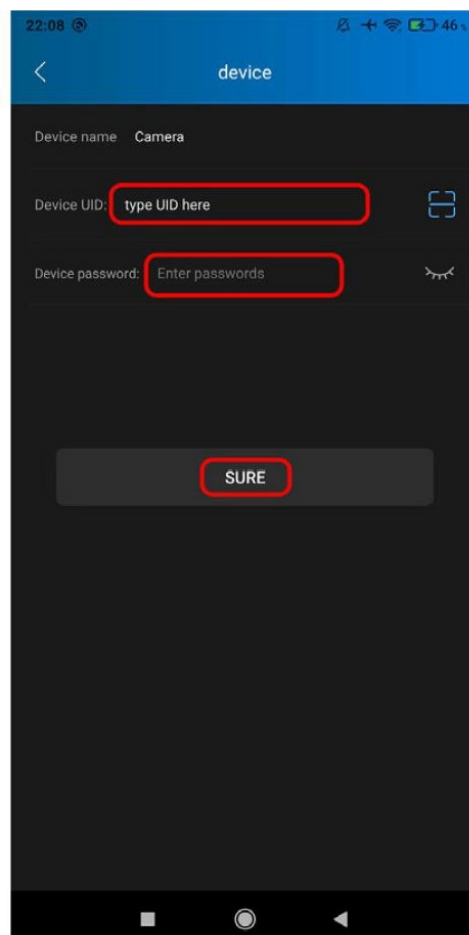 22:08 46
device
Device name Camera
Device UID: type UID here
Device password: Enter passwords
SURE